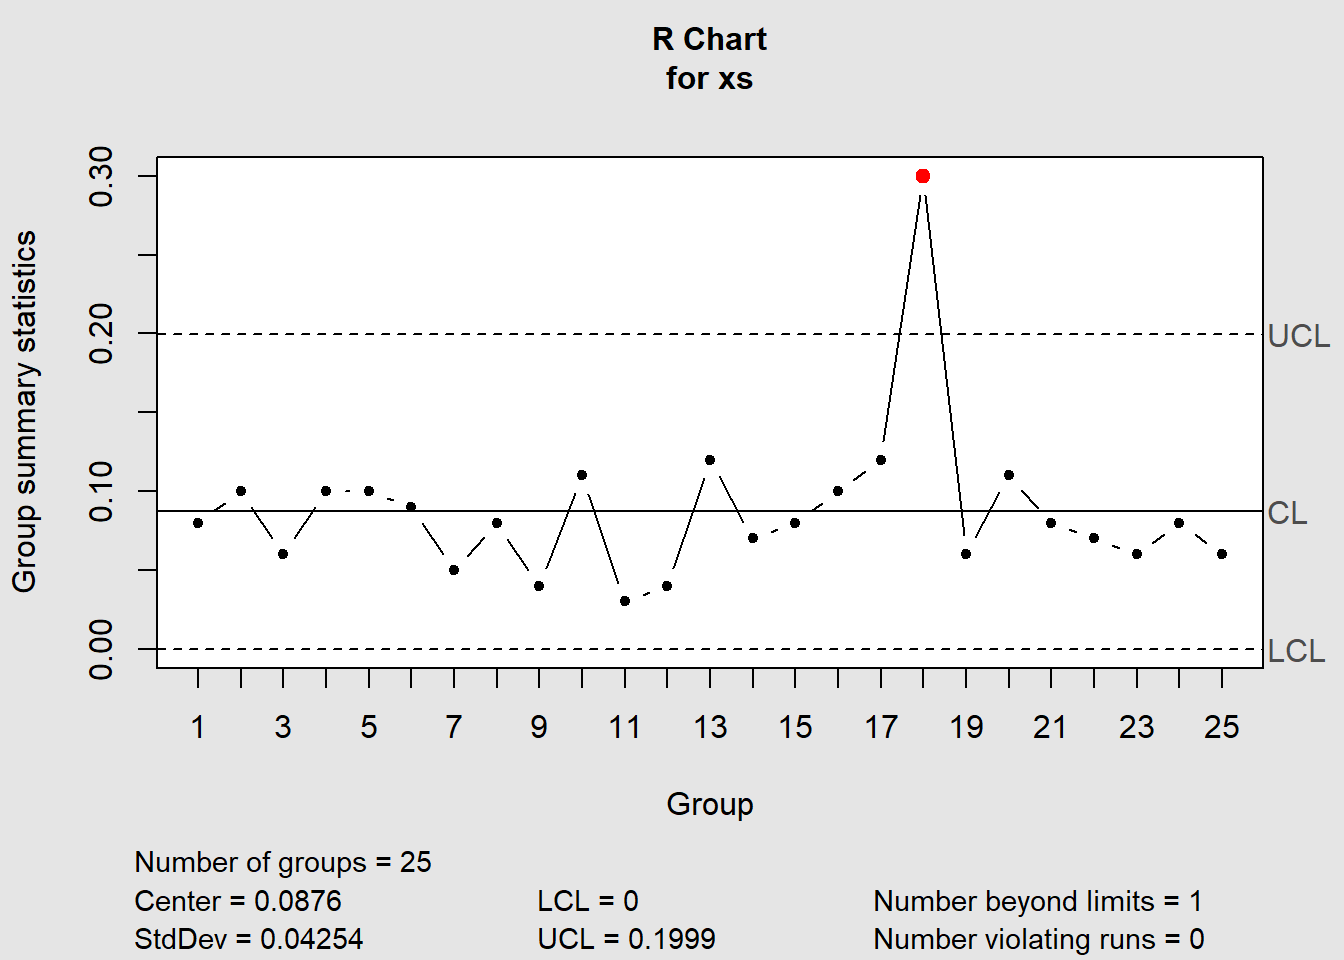 R Chart
for xs
Group summary statistics
0.30
0.20
0.10
0.00
UCL
CL
LCL
1 3 5 7 9 11 13 15 17 19 21 23 25
Group
Number of groups = 25
Center = 0.0876 LCL = 0 Number beyond limits = 1
StdDev = 0.04254 UCL = 0.1999 Number violating runs = 0